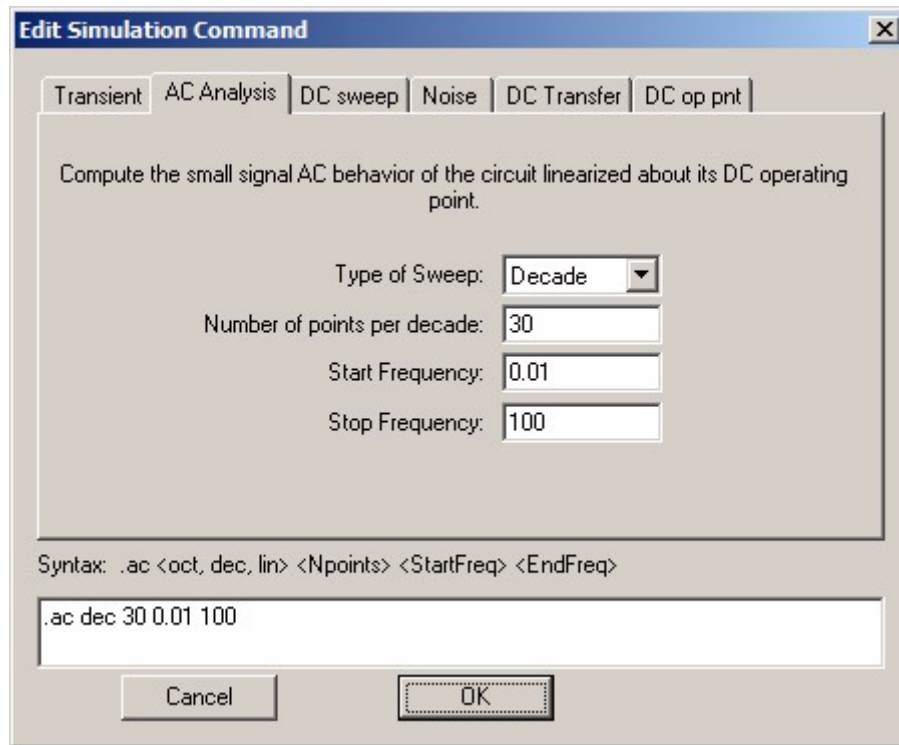 Edit Simulation Command
Transient AC Analysis DC sweep Noise DC Transfer DC op pnt
Compute the small signal AC behavior of the circuit linearized about its DC operating
point.
Type of Sweep: Decade
Number of points per decade: 30
Start Frequency: 0.01
Stop Frequency: 100
Syntax: .ac <oct, dec, lin> <Npoints> <StartFreq> <EndFreq>
.ac dec 30 0.01 100
Cancel OK